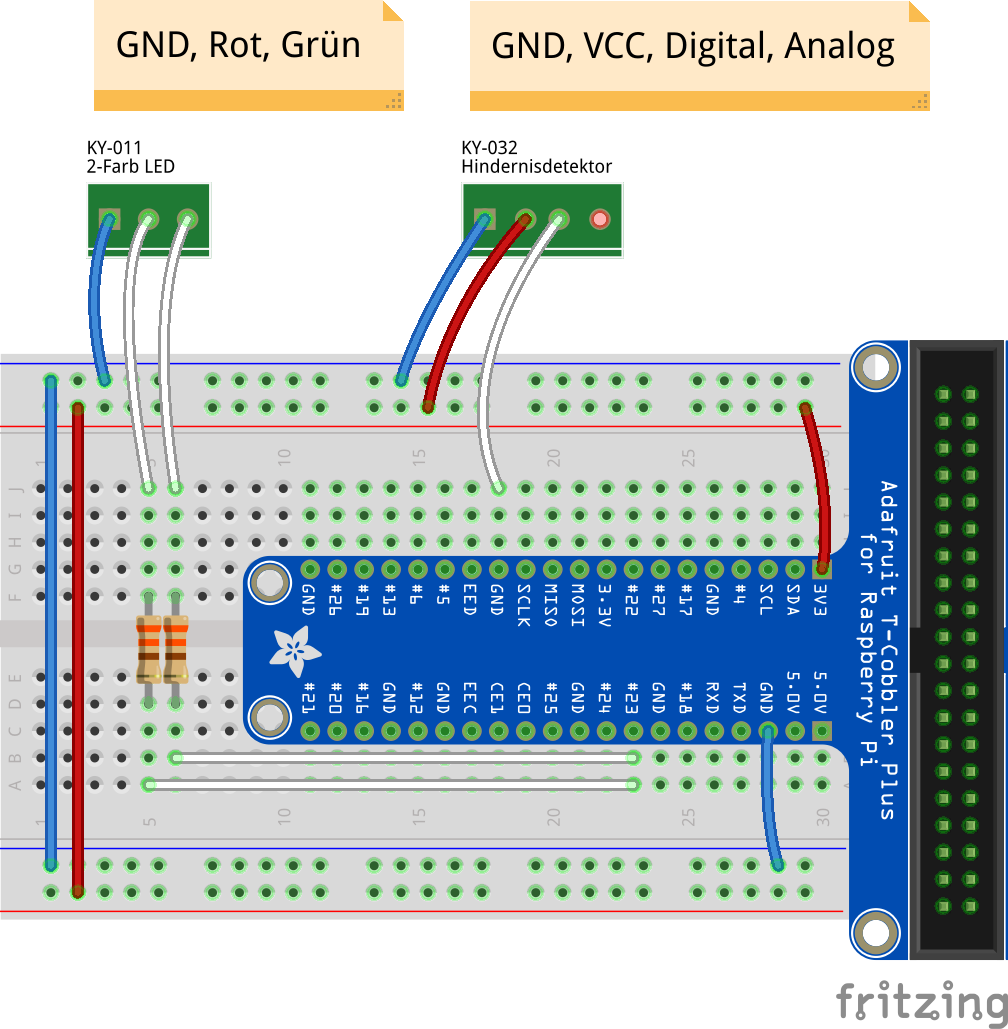 GND, Rot, Grün
GND, VCC, Digital, Analog
KY-011
2-Farb LED
KY-032
Hindernisdetektor
1
5
10
15
20
25
30
J
I
H
G
F
GND
#26
#19
#13
#6
#5
EED
GND
SCLK
MISO
MOSI
3.3V
#22
#27
#17
GND
#4
SCL
SDA
3V3
#21
#20
#16
GND
#12
GND
EEC
CE1
CE0
#25
GND
#24
#23
GND
#18
RXD
TXD
GND
5.0V
5.0V
Adafruit T-Cobbler Plus
for Raspberry Pi
E
D
C
B
A
1
5
10
15
20
25
30
fritzing